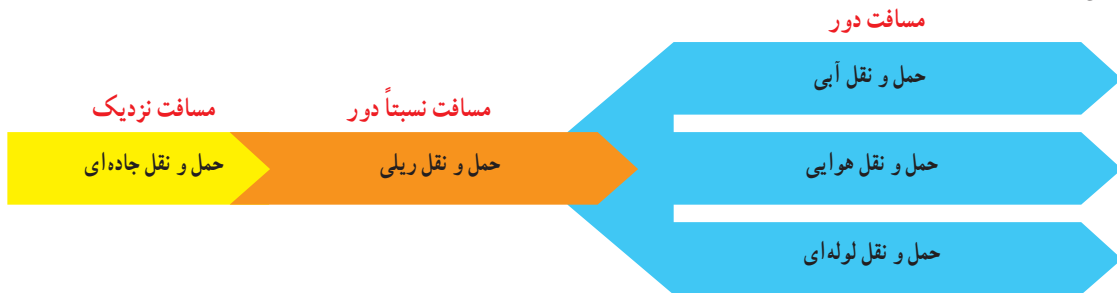 مسافت دور
حمل و نقل آبی
مسافت نسبتاً دور
مسافت نزدیک
حمل و نقل هوایی
حمل و نقل ریلی
حمل و نقل جاده‌ای
حمل و نقل لوله‌ای